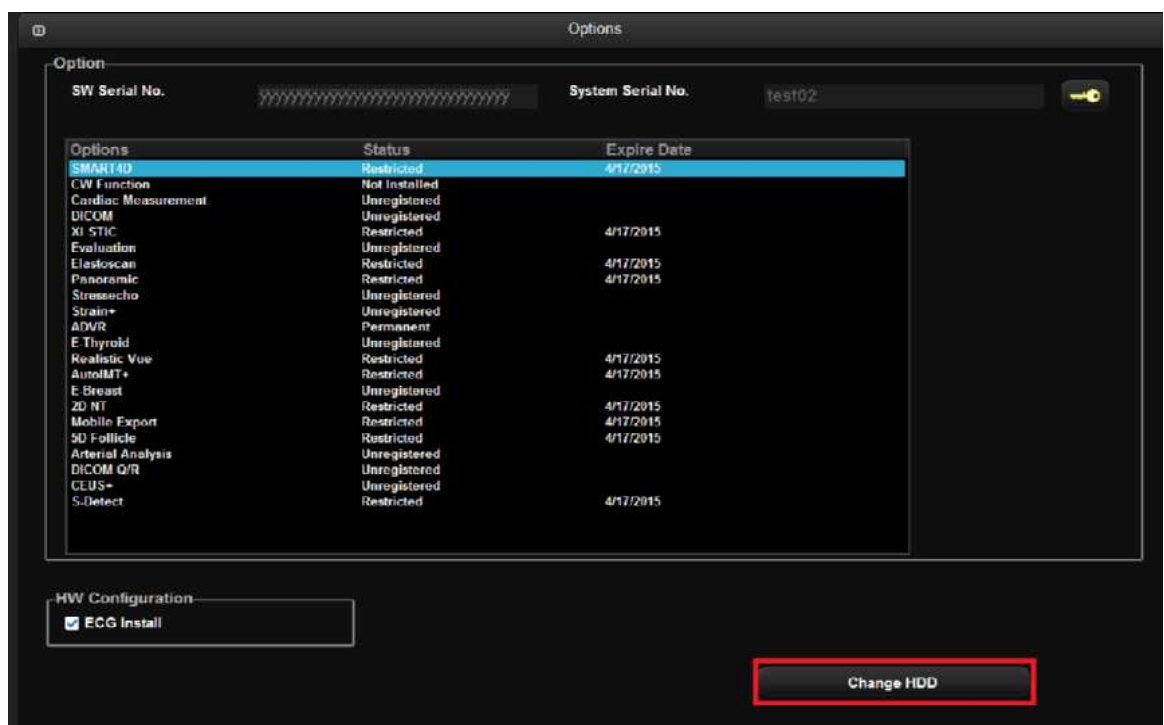 Options
Option
SW Serial No. ÿÿÿÿÿÿÿÿÿÿÿÿÿÿÿÿÿÿÿÿÿÿÿÿÿÿÿÿ System Serial No. test02
Options Status Expire Date
SMART4D Restricted 4/17/2015
CW Function Not Installed
Cardiac Measurement Unregistered
DICOM Unregistered
XI STIC Restricted 4/17/2015
Evaluation Unregistered
Elastoscan Restricted 4/17/2015
Panoramic Restricted 4/17/2015
Stressecho Unregistered
Strain+ Unregistered
ADVR Permanent
E-Thyroid Unregistered
Realistic Vue Restricted 4/17/2015
AutoIMT+ Restricted 4/17/2015
E-Breast Unregistered
2D NT Restricted 4/17/2015
Mobile Export Restricted 4/17/2015
5D Follicle Restricted 4/17/2015
Arterial Analysis Unregistered
DICOM Q/R Unregistered
CEUS+ Unregistered
S-Detect Restricted 4/17/2015
HW Configuration
ECG Install
Change HDD